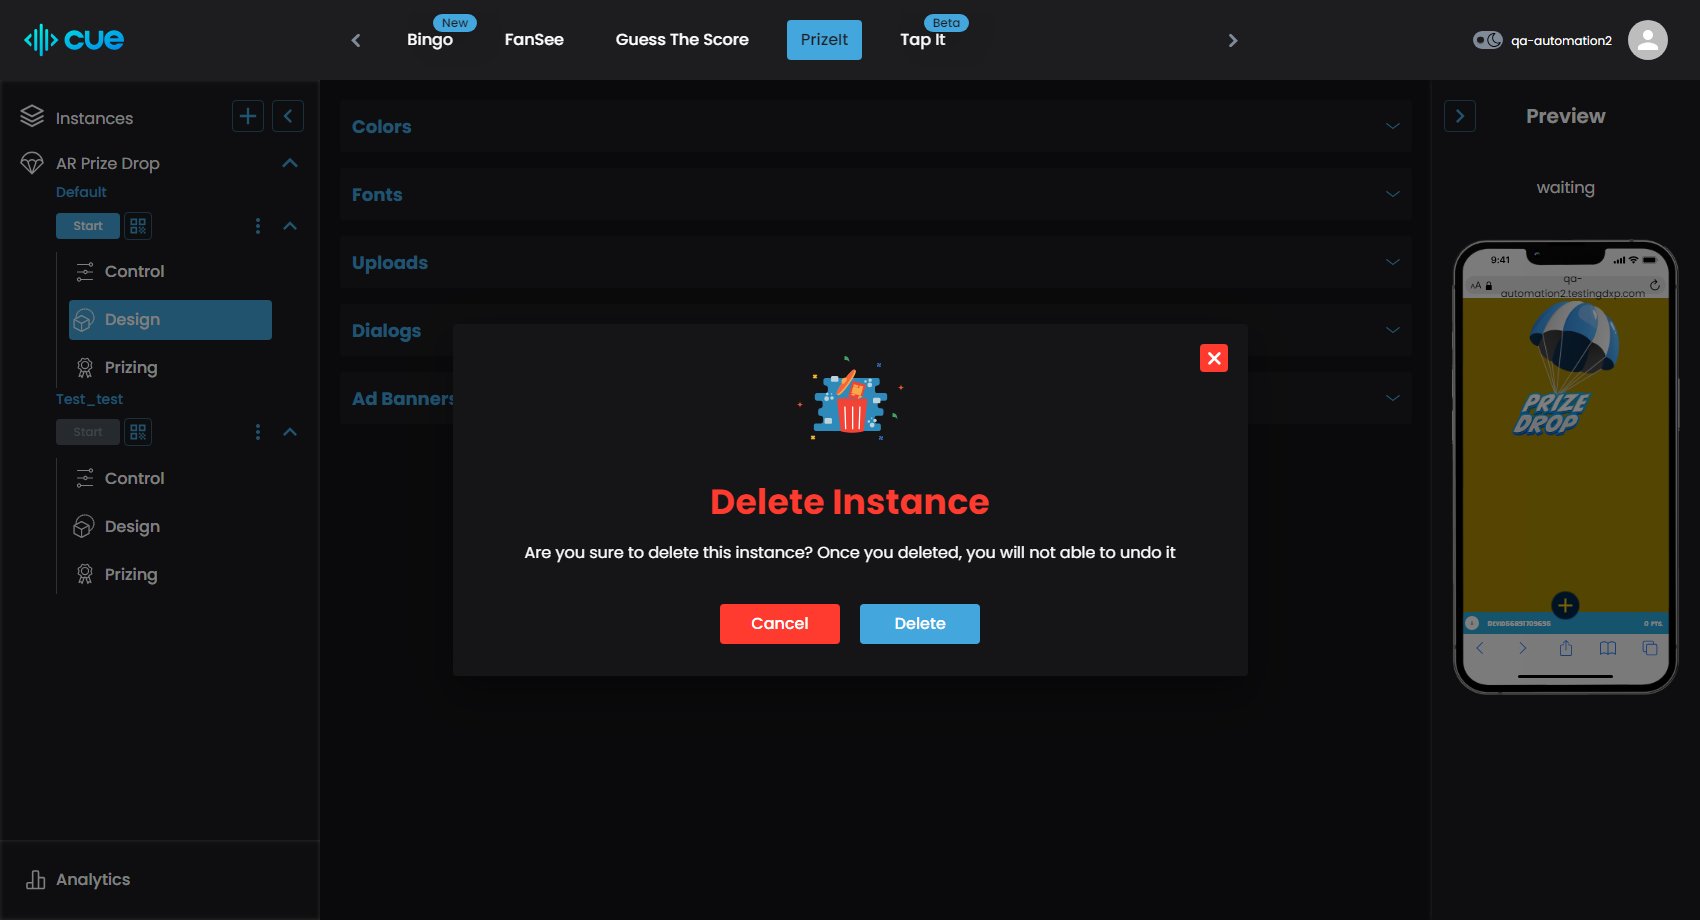 cue
New
Bingo
FanSee
Guess The Score
PrizeIt
Beta
Tap It
qa-automation2
Instances
AR Prize Drop
Default
Start
Control
Design
Prizing
Test_test
Start
Control
Design
Prizing
Analytics
Colors
Fonts
Uploads
Dialogs
Ad Banners
Delete Instance
Are you sure to delete this instance? Once you deleted, you will not able to undo it
Cancel
Delete
Preview
waiting
9:41
AA
qa-
automation2.testingdxp.com
PRIZE
DROP
0 PTS.